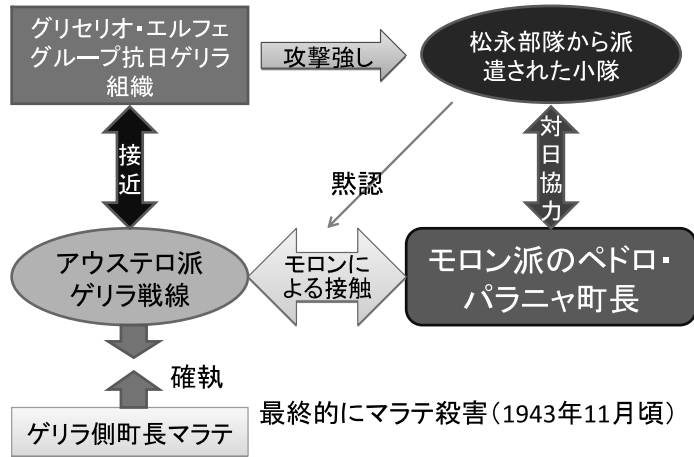 グリセリオ・エルフェ
グループ抗日ゲリラ
組織
攻撃強し
松永部隊から派
遣された小隊
接近
黙認
対日協力
アウステロ派
ゲリラ戦線
モロンに
よる接触
モロン派のペドロ・
パラニャ町長
確執
ゲリラ側町長マラテ
最終的にマラテ殺害(1943年11月頃)